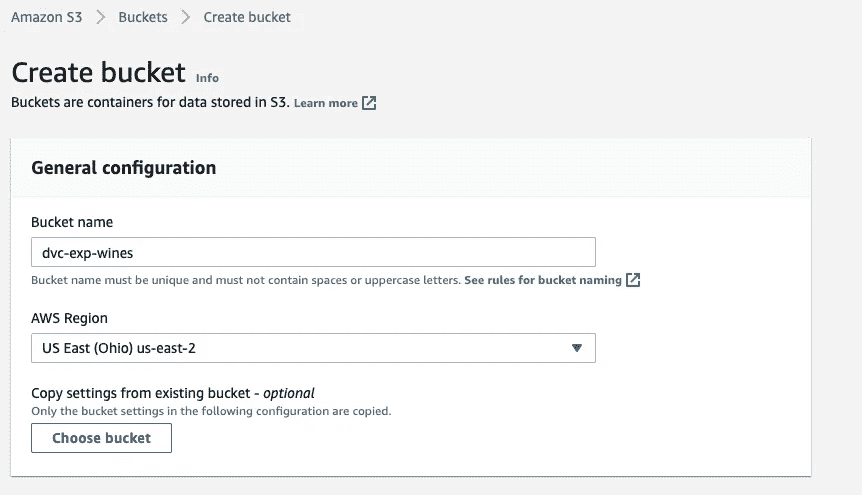 Amazon S3 > Buckets > Create bucket
Create bucket Info
Buckets are containers for data stored in S3. Learn more
General configuration
Bucket name
dvc-exp-wines
Bucket name must be unique and must not contain spaces or uppercase letters. See rules for bucket naming
AWS Region
US East (Ohio) us-east-2
Copy settings from existing bucket - optional
Only the bucket settings in the following configuration are copied.
Choose bucket